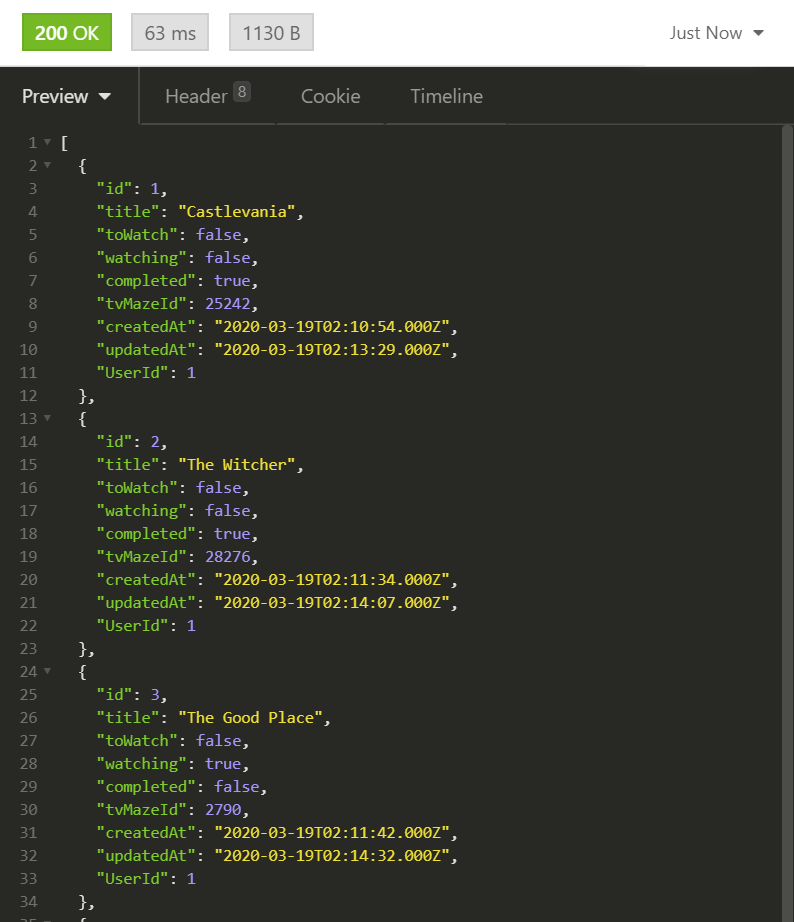 200 OK 63 ms 1130 B Just Now
Preview Header 8 Cookie Timeline
1 [
2 {
3 "id": 1,
4 "title": "Castlevania",
5 "toWatch": false,
6 "watching": false,
7 "completed": true,
8 "tvMazeId": 25242,
9 "createdAt": "2020-03-19T02:10:54.000Z",
10 "updatedAt": "2020-03-19T02:13:29.000Z",
11 "UserId": 1
12 },
13 {
14 "id": 2,
15 "title": "The Witcher",
16 "toWatch": false,
17 "watching": false,
18 "completed": true,
19 "tvMazeId": 28276,
20 "createdAt": "2020-03-19T02:11:34.000Z",
21 "updatedAt": "2020-03-19T02:14:07.000Z",
22 "UserId": 1
23 },
24 {
25 "id": 3,
26 "title": "The Good Place",
27 "toWatch": false,
28 "watching": true,
29 "completed": false,
30 "tvMazeId": 2790,
31 "createdAt": "2020-03-19T02:11:42.000Z",
32 "updatedAt": "2020-03-19T02:14:32.000Z",
33 "UserId": 1
34 },
35 {